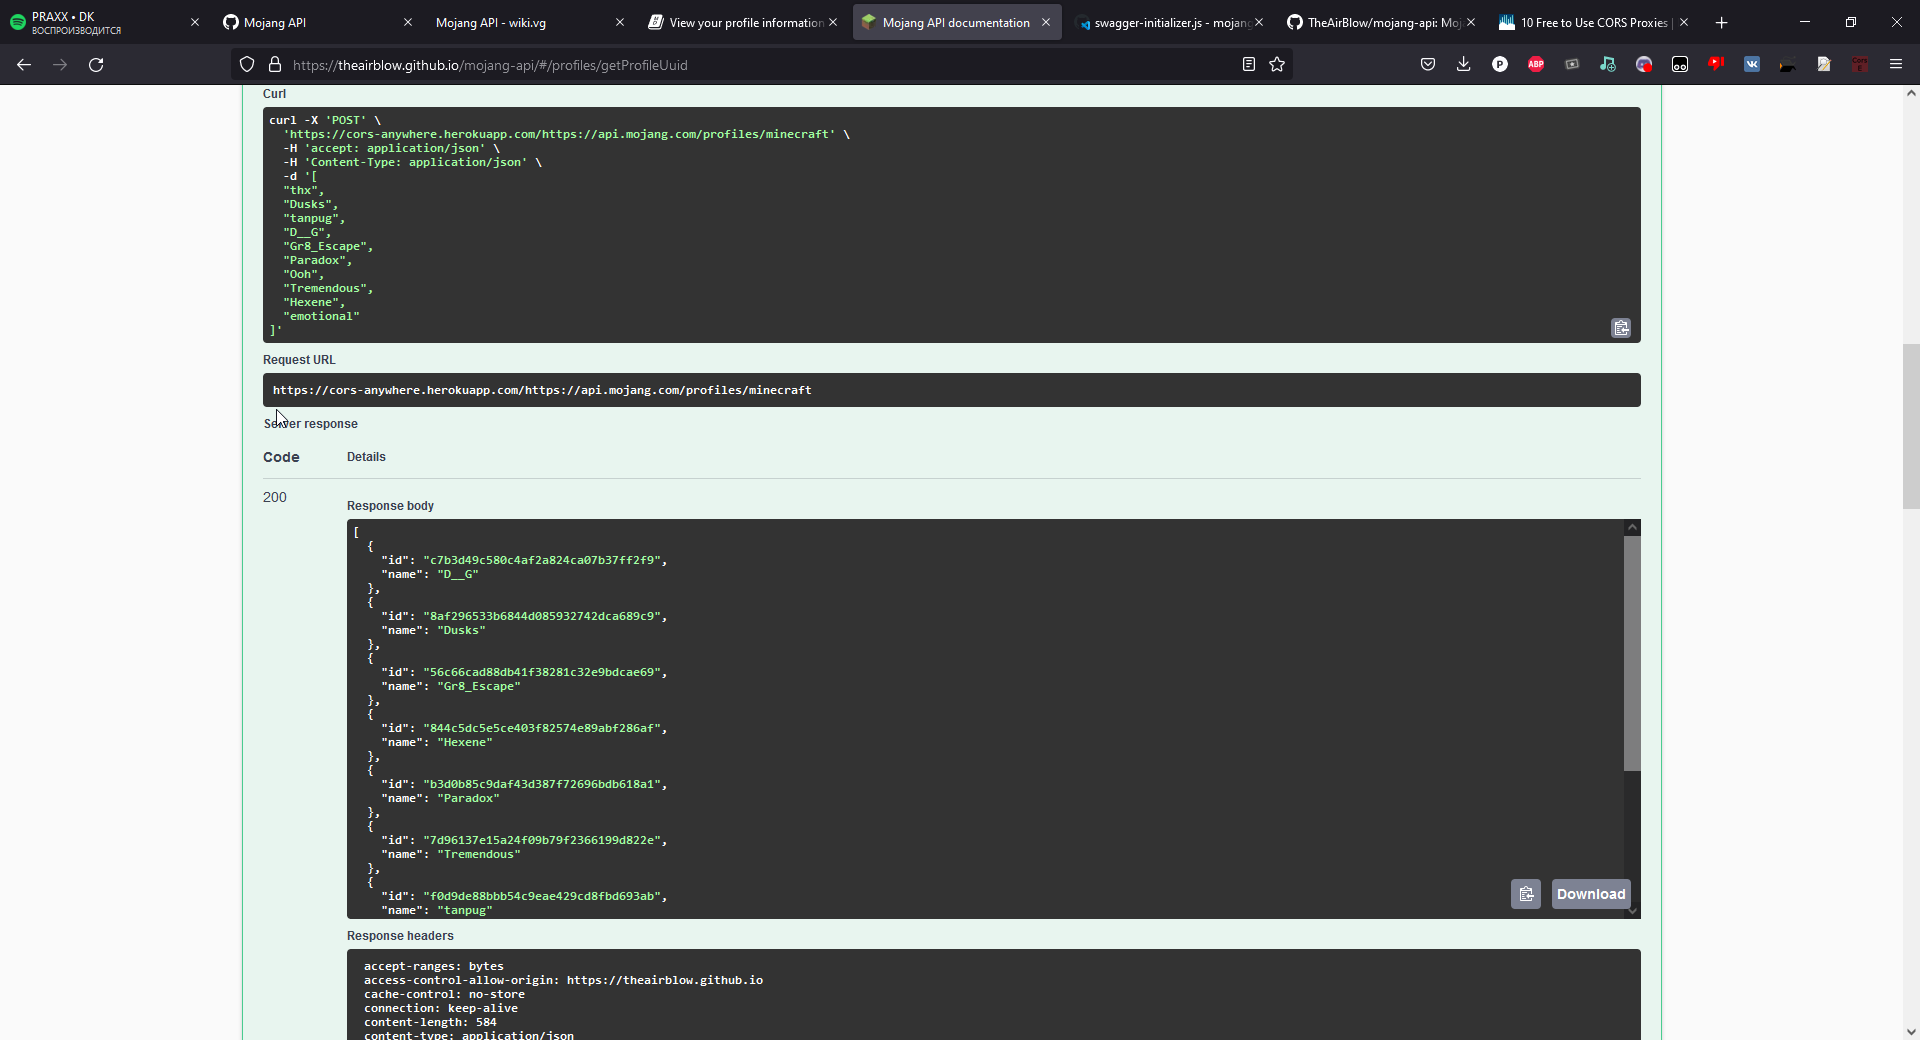 PRAXX • DK
ВОСПРОИЗВОДИТСЯ
Mojang API
Mojang API - wiki.vg
View your profile information
Mojang API documentation
swagger-initializer.js - mojang
TheAirBlow/mojang-api: Moj
10 Free to Use CORS Proxies |
https://theairblow.github.io/mojang-api/#/profiles/getProfileUuid
ABP
Curl
curl -X 'POST' \
'https://cors-anywhere.herokuapp.com/https://api.mojang.com/profiles/minecraft' \
-H 'accept: application/json' \
-H 'Content-Type: application/json' \
-d '[
"thx",
"Dusks",
"tanpug",
"D__G",
"Gr8_Escape",
"Paradox",
"Ooh",
"Tremendous",
"Hexene",
"emotional"
]'
Request URL
https://cors-anywhere.herokuapp.com/https://api.mojang.com/profiles/minecraft
Server response
Code Details
200
Response body
[
{
"id": "c7b3d49c580c4af2a824ca07b37ff2f9",
"name": "D__G"
},
{
"id": "8af296533b6844d085932742dca689c9",
"name": "Dusks"
},
{
"id": "56c66cad88db41f38281c32e9bdcae69",
"name": "Gr8_Escape"
},
{
"id": "844c5dc5e5ce403f82574e89abf286af",
"name": "Hexene"
},
{
"id": "b3d0b85c9daf43d387f72696bdb618a1",
"name": "Paradox"
},
{
"id": "7d96137e15a24f09b79f2366199d822e",
"name": "Tremendous"
},
{
"id": "f0d9de88bbb54c9eae429cd8fbd693ab",
"name": "tanpug"
Download
Response headers
accept-ranges: bytes
access-control-allow-origin: https://theairblow.github.io
cache-control: no-store
connection: keep-alive
content-length: 584
content-type: application/json